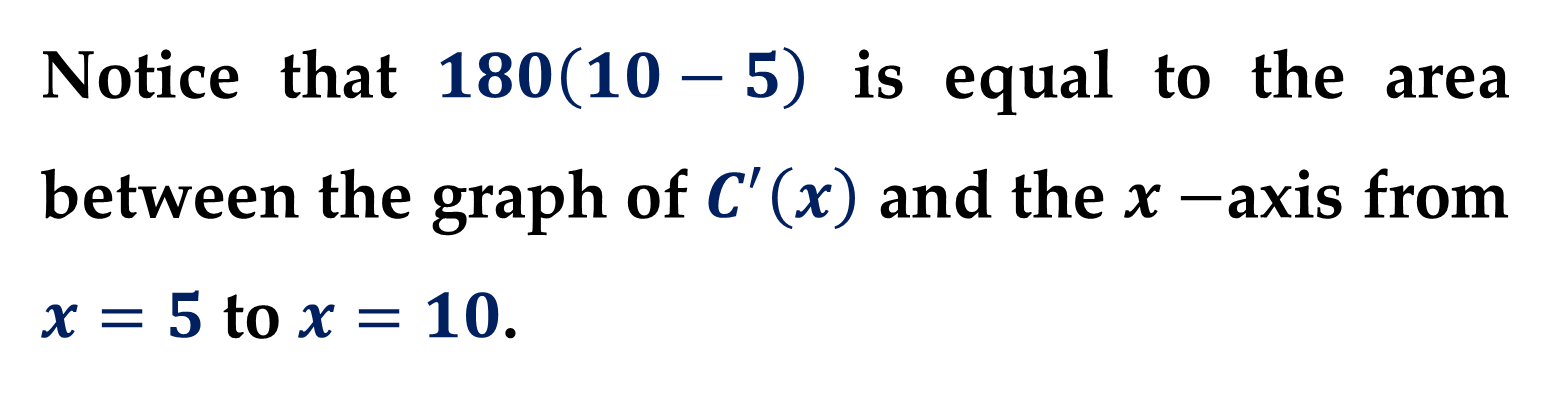 Notice that 180(10 − 5) is equal to the area
between the graph of C′(x) and the x −axis from
x = 5 to x = 10.